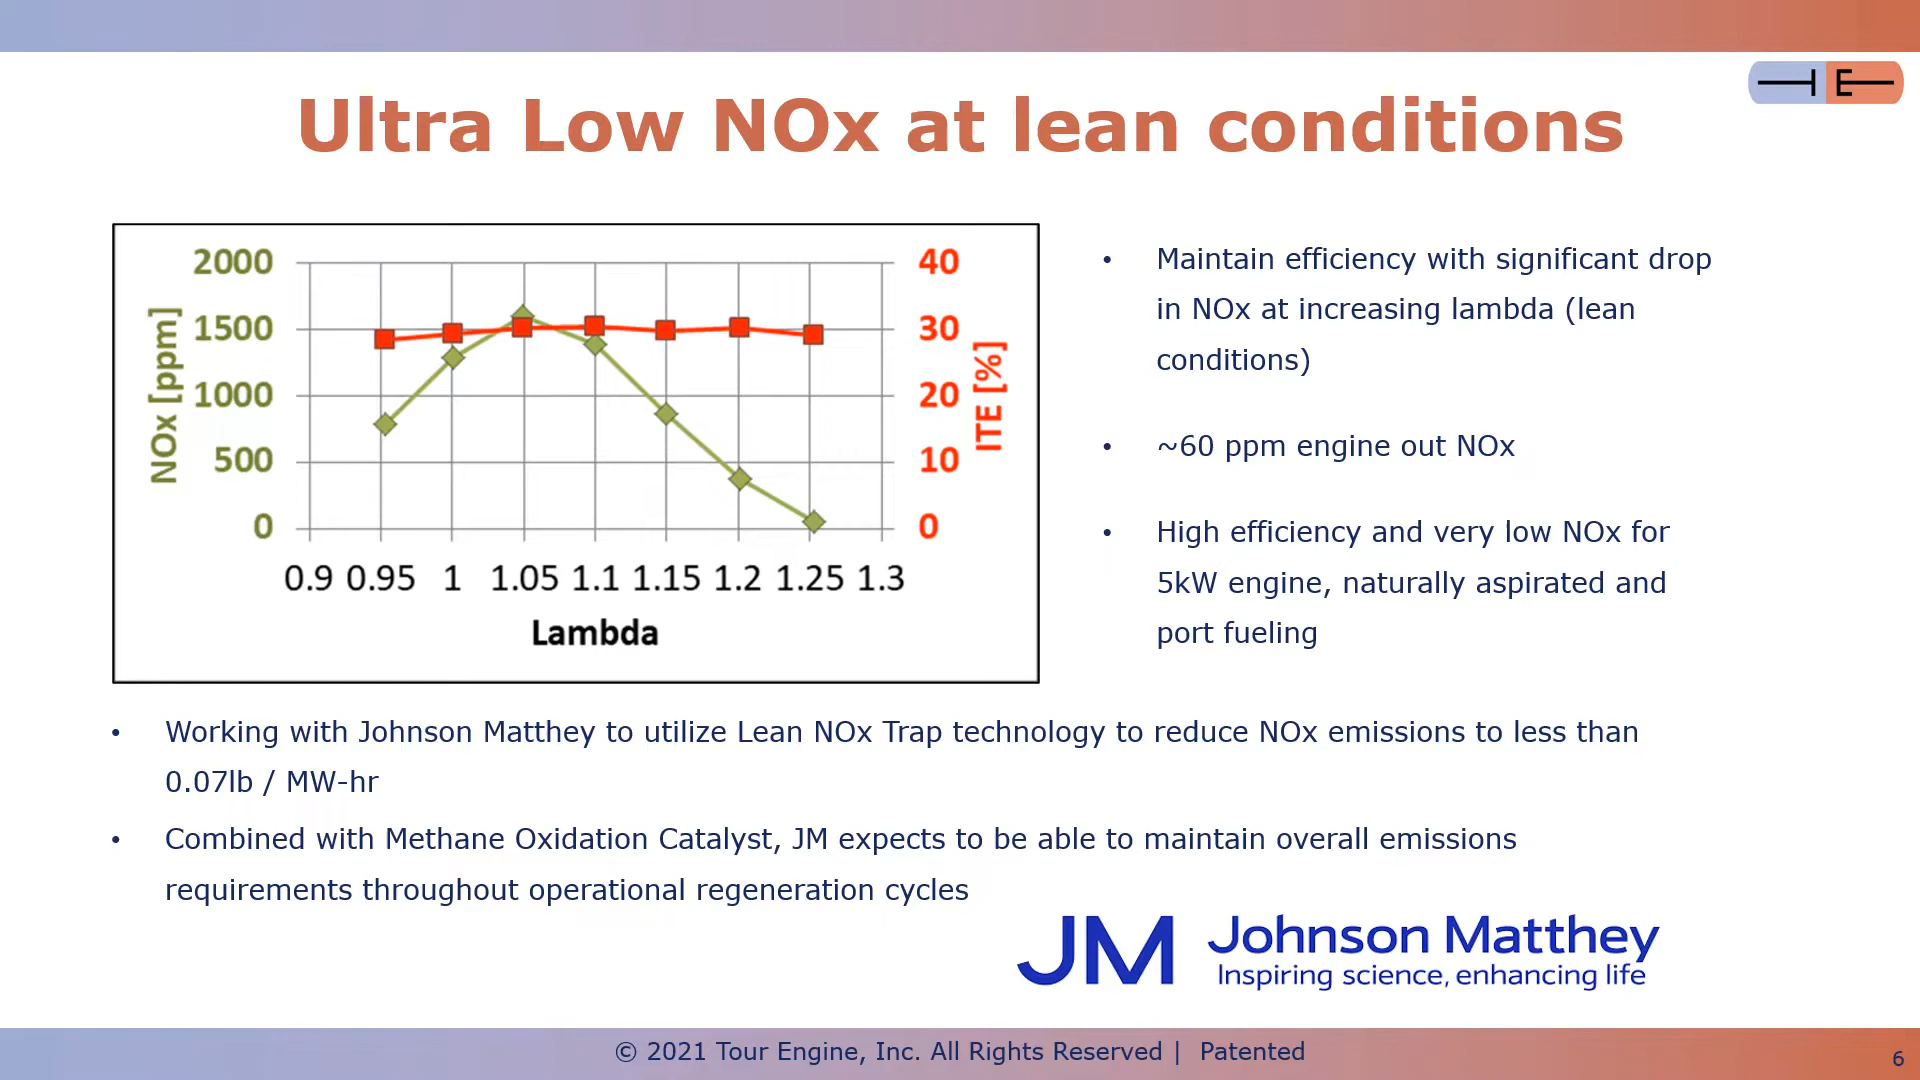 E
Ultra Low NOx at lean conditions
2000
1500
1000
500
0
NOx [ppm]
40
30
20
10
0
ITE [%]
0.9 0.95 1 1.05 1.1 1.15 1.2 1.25 1.3
Lambda
• Maintain efficiency with significant drop
in NOx at increasing lambda (lean
conditions)
• ~60 ppm engine out NOx
• High efficiency and very low NOx for
5kW engine, naturally aspirated and
port fueling
• Working with Johnson Matthey to utilize Lean NOx Trap technology to reduce NOx emissions to less than
0.07lb / MW-hr
• Combined with Methane Oxidation Catalyst, JM expects to be able to maintain overall emissions
requirements throughout operational regeneration cycles
JM Johnson Matthey
Inspiring science, enhancing life
© 2021 Tour Engine, Inc. All Rights Reserved | Patented
6